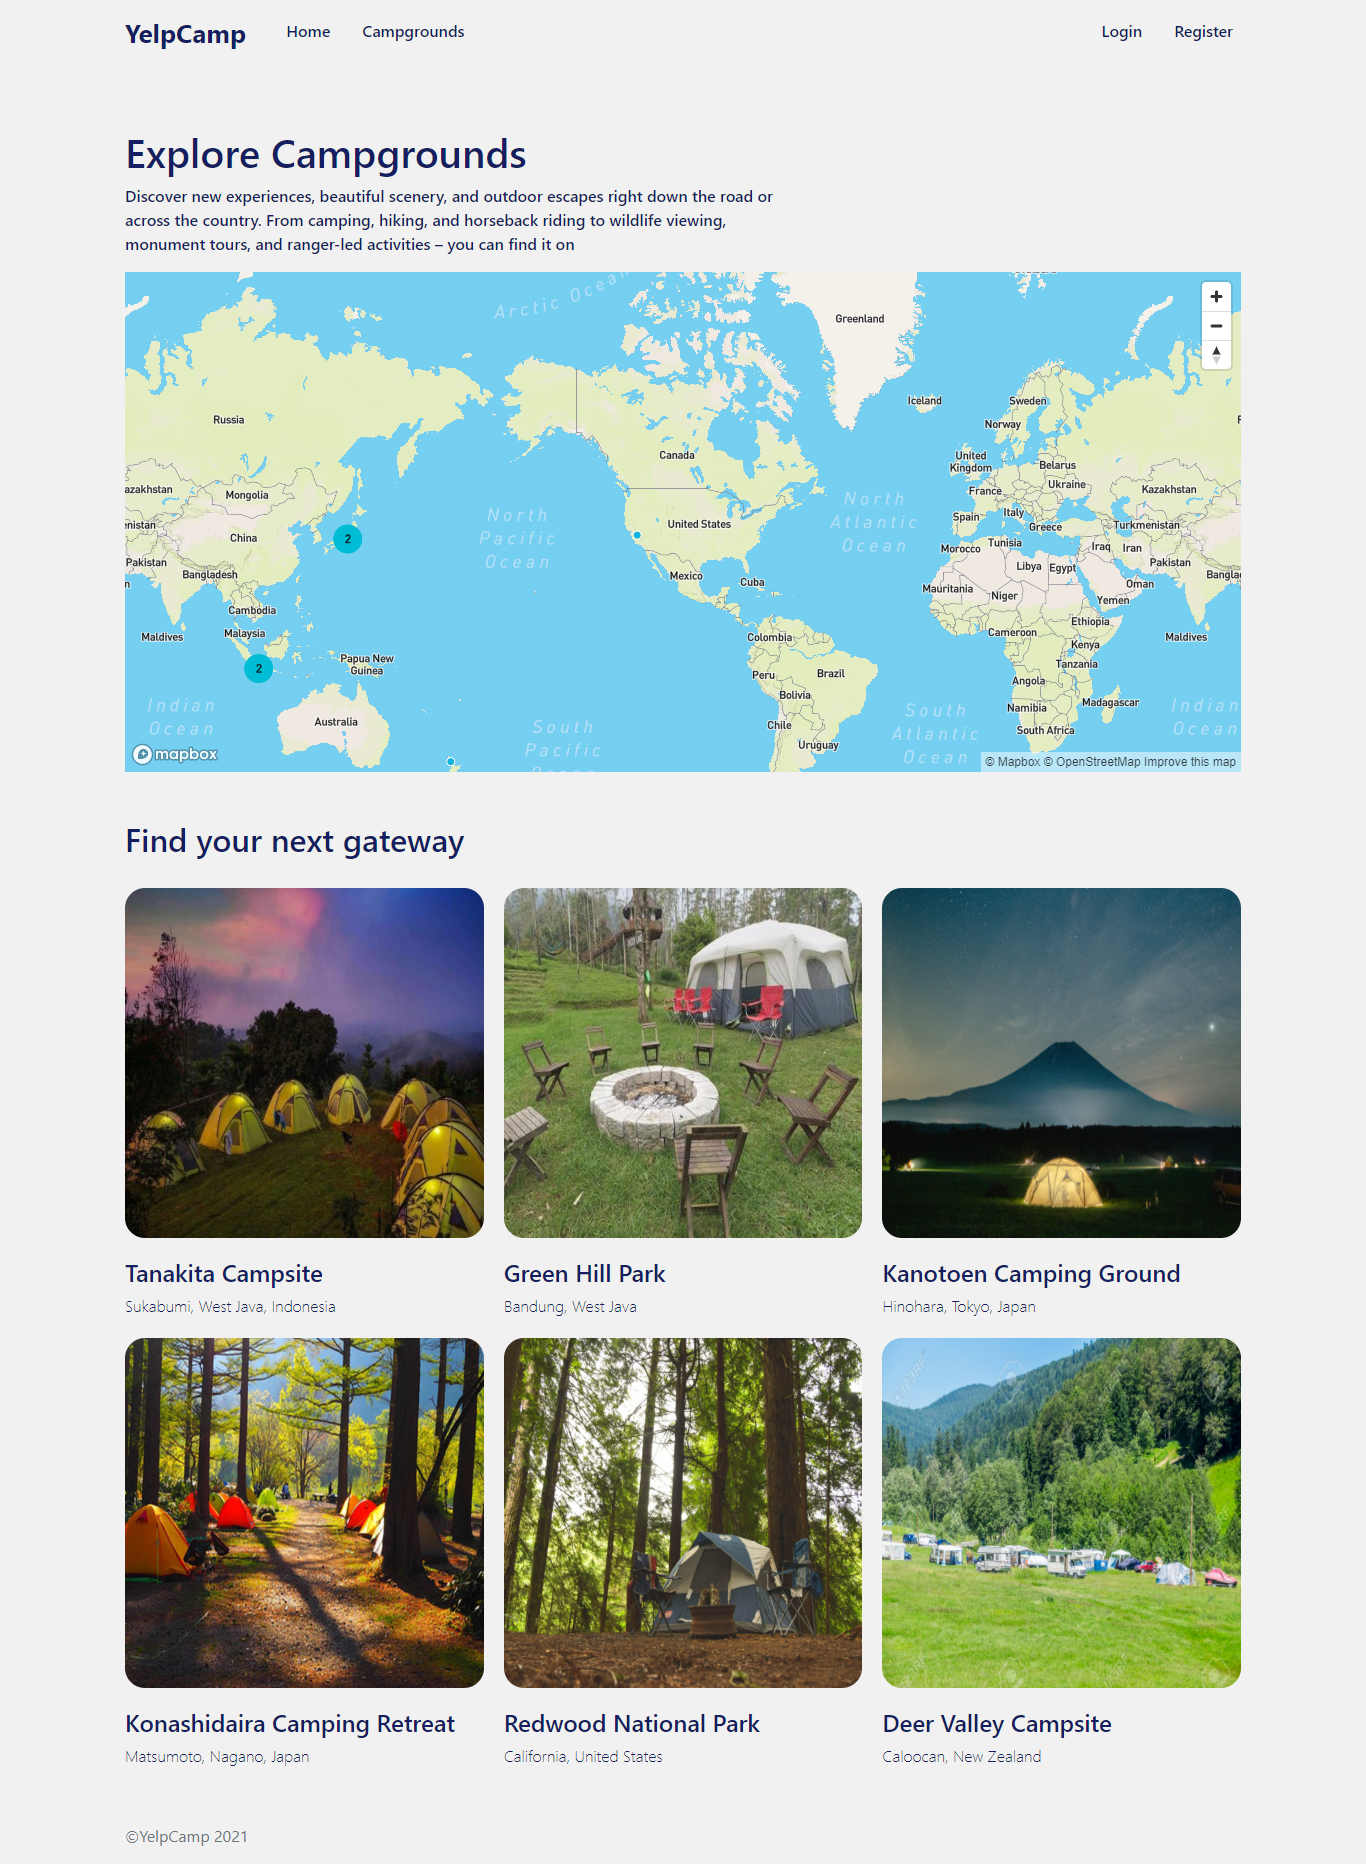 YelpCamp Home Campgrounds Login Register
Explore Campgrounds
Discover new experiences, beautiful scenery, and outdoor escapes right down the road or
across the country. From camping, hiking, and horseback riding to wildlife viewing,
monument tours, and ranger-led activities – you can find it on
Arctic Ocean
Greenland
Iceland
Sweden
Norway
Russia
Canada
United
Kingdom
Belarus
Ukraine
France
Kazakhstan
azakhstan
Mongolia
North
Pacific
Ocean
North
Atlantic
Ocean
United States
Spain
Italy
Greece
Turkmenistan
enistan
China
2
Morocco
Tunisia
Iraq
Iran
Pakistan
Pakistan
Bangladesh
Mexico
Cuba
Libya
Egypt
Oman
Banglad
Mauritania
Niger
Yemen
Cambodia
Ethiopia
Maldives
Malaysia
Colombia
Cameroon
Kenya
Maldives
2
Papua New
Guinea
Peru
Brazil
Tanzania
Angola
Bolivia
Indian
Ocean
Australia
South
Pacific
Ocean
Chile
Uruguay
South
Atlantic
Ocean
Namibia
Madagascar
South Africa
Indian
Ocean
mapbox
© Mapbox © OpenStreetMap Improve this map
Find your next gateway
Tanakita Campsite
Sukabumi, West Java, Indonesia
Green Hill Park
Bandung, West Java
Kanotoen Camping Ground
Hinohara, Tokyo, Japan
Konashidaira Camping Retreat
Matsumoto, Nagano, Japan
Redwood National Park
California, United States
Deer Valley Campsite
Caloocan, New Zealand
©YelpCamp 2021